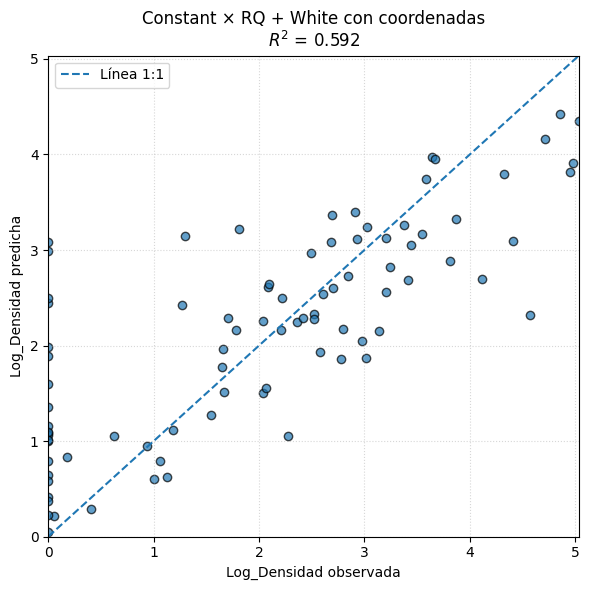 Constant × RQ + White con coordenadas
R² = 0.592
Línea 1:1
Log_Densidad predicha
5
4
3
2
1
0
0 1 2 3 4 5
Log_Densidad observada